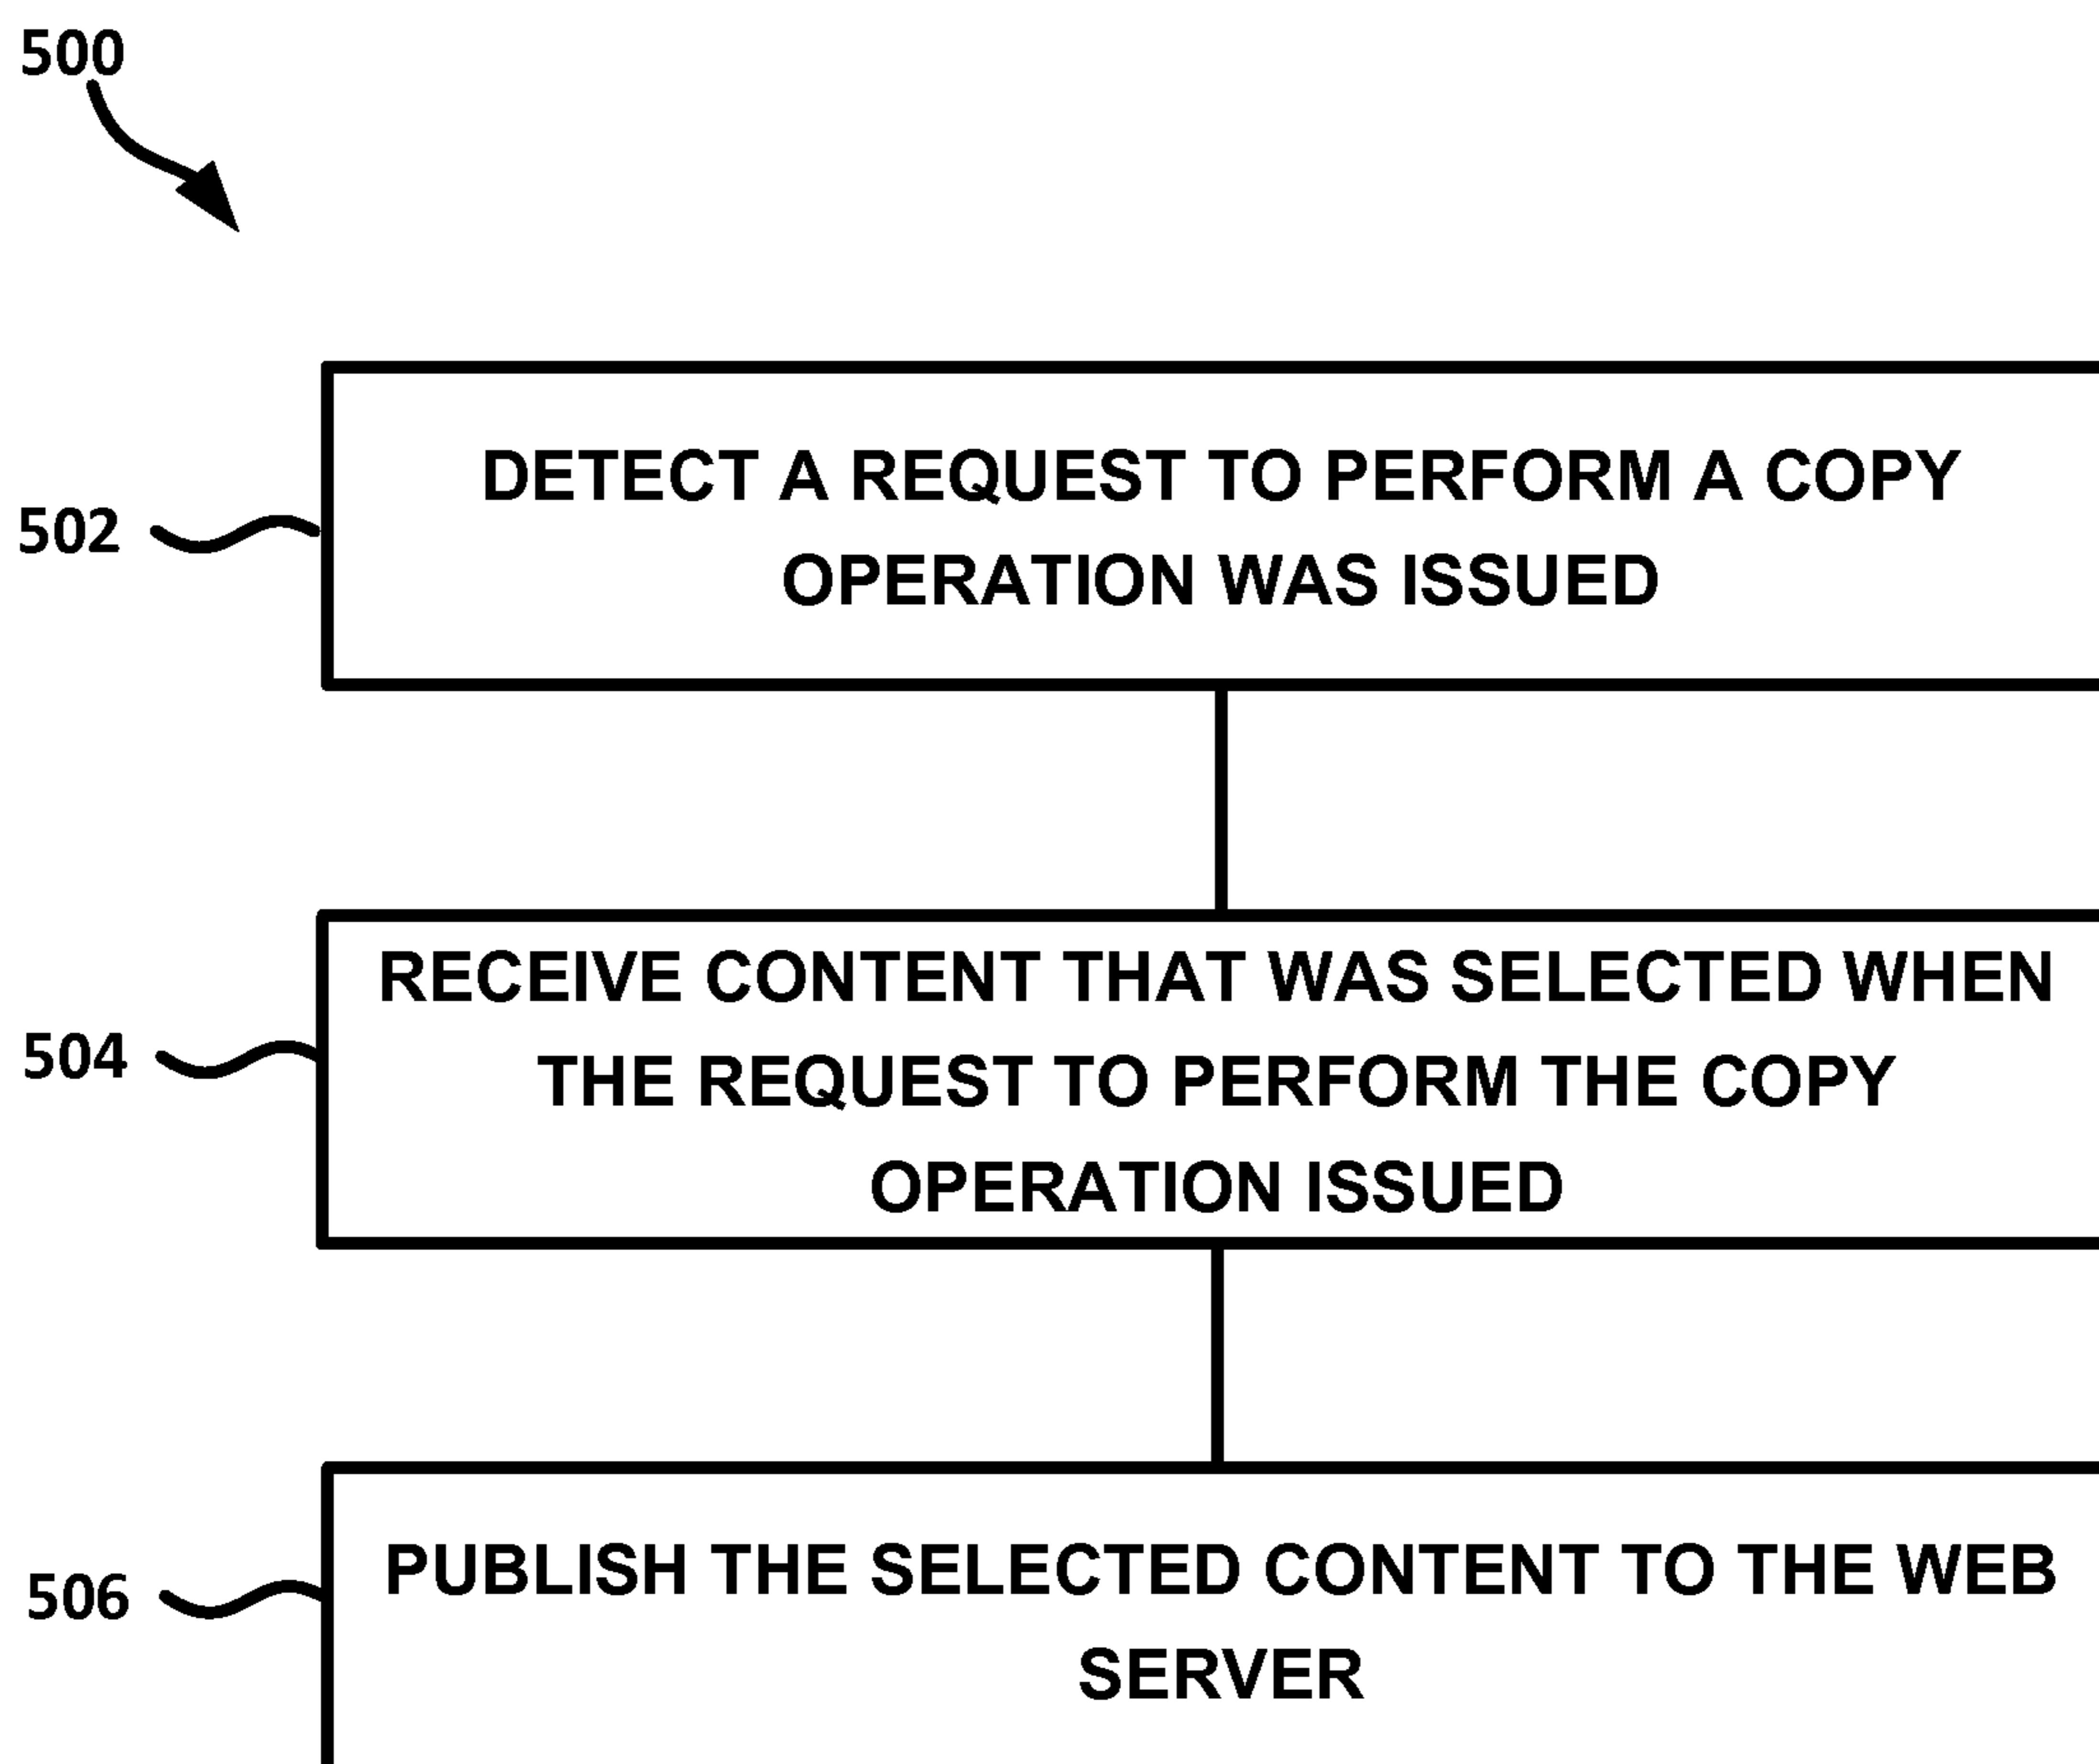 500
502
DETECT A REQUEST TO PERFORM A COPY
OPERATION WAS ISSUED
504
RECEIVE CONTENT THAT WAS SELECTED WHEN
THE REQUEST TO PERFORM THE COPY
OPERATION ISSUED
506
PUBLISH THE SELECTED CONTENT TO THE WEB
SERVER